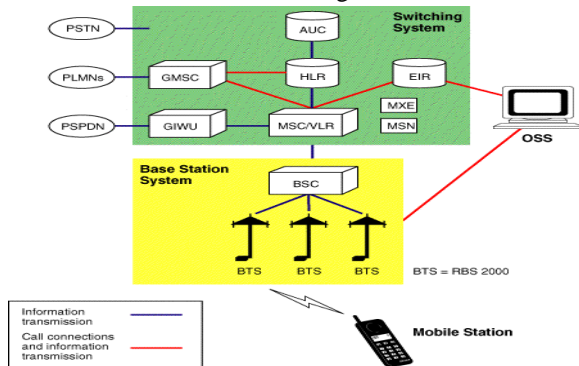 Switching
System
PSTN
AUC
PLMNs
GMSC
HLR
EIR
MXE
PSPDN
GIWU
MSC/VLR
MSN
OSS
Base Station
System
BSC
BTS
BTS
BTS
BTS = RBS 2000
Information
transmission
Call connections
and information
transmission
Mobile Station